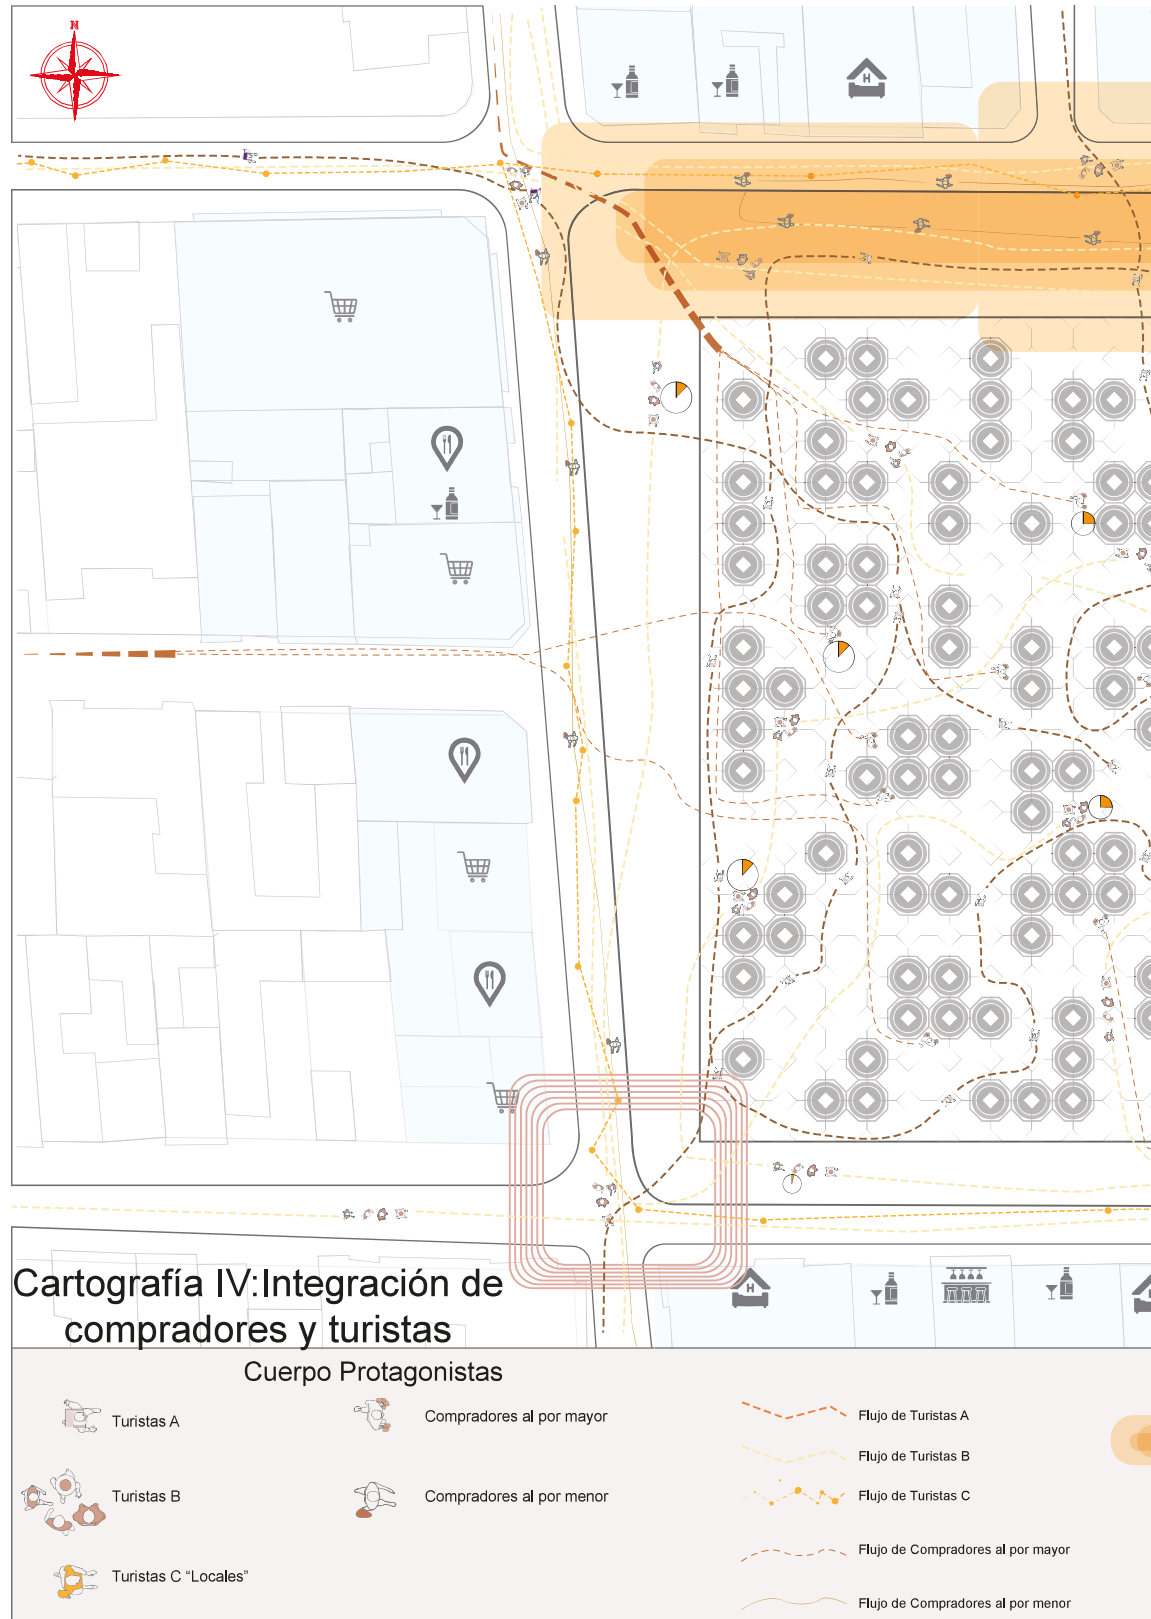 N
H
Cartografía IV:Integración de
compradores y turistas
H
H
Cuerpo Protagonistas
Turistas A
Compradores al por mayor
Flujo de Turistas A
Flujo de Turistas B
Turistas B
Compradores al por menor
Flujo de Turistas C
Flujo de Compradores al por mayor
Turistas C “Locales”
Flujo de Compradores al por menor